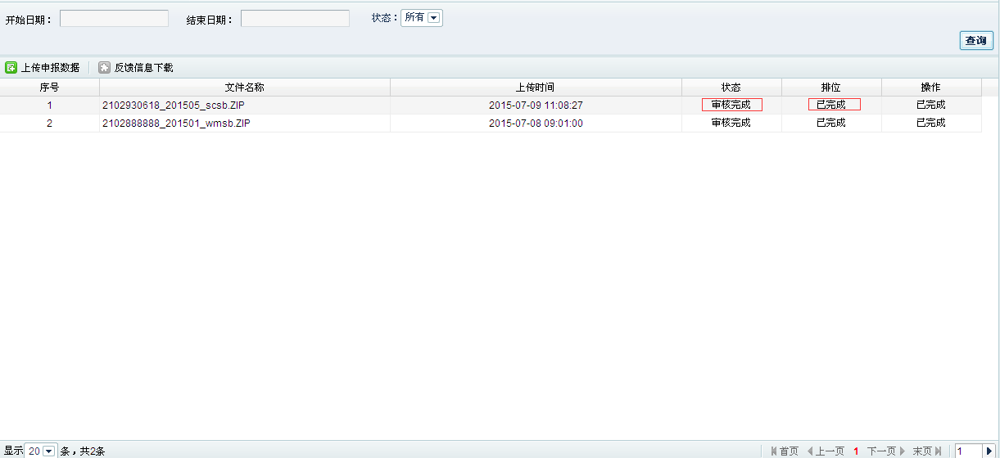 开始日期： 结束日期： 状态：所有
查询
上传申报数据 反馈信息下载
序号 文件名称 上传时间 状态 排位 操作
1 2102930618_201505_scsb.ZIP 2015-07-09 11:08:27 审核完成 已完成 已完成
2 2102888888_201501_wmsb.ZIP 2015-07-08 09:01:00 审核完成 已完成 已完成
显示 20 条，共2条 首页 上一页 1 下一页 末页 1